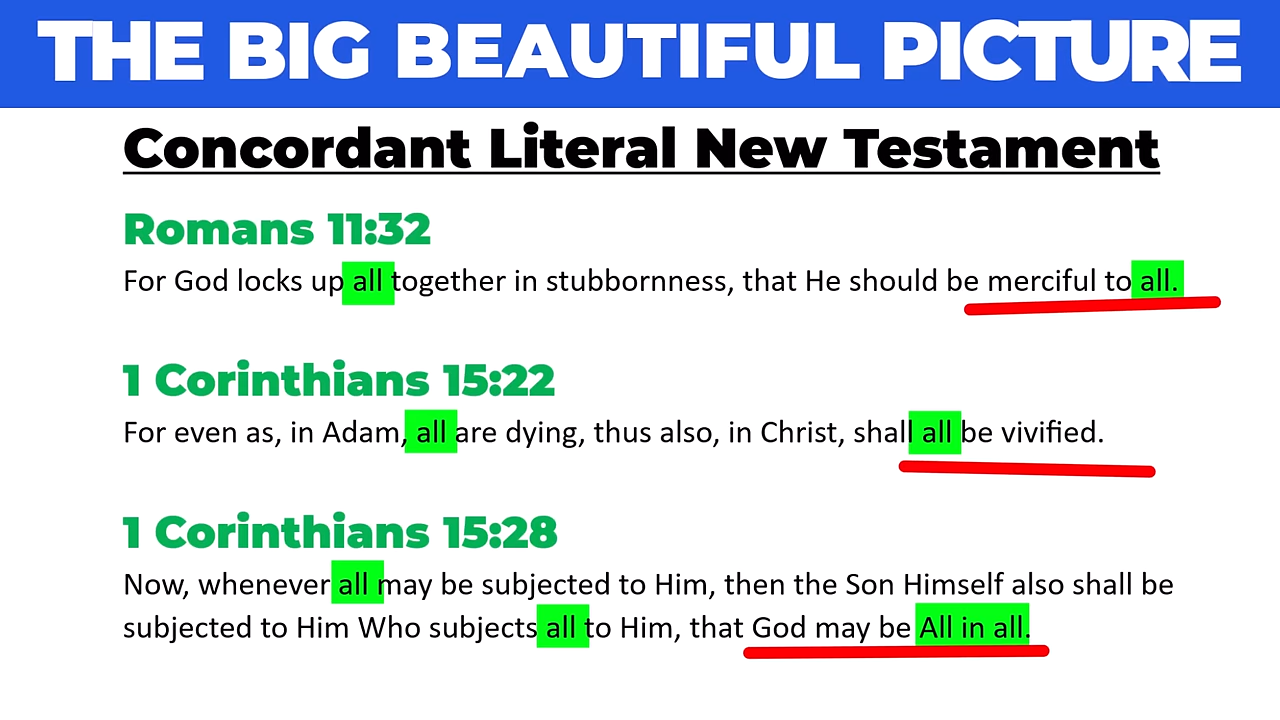 THE BIG BEAUTIFUL PICTURE
Concordant Literal New Testament
Romans 11:32
For God locks up all together in stubbornness, that He should be merciful to all.
1 Corinthians 15:22
For even as, in Adam, all are dying, thus also, in Christ, shall all be vivified.
1 Corinthians 15:28
Now, whenever all may be subjected to Him, then the Son Himself also shall be
subjected to Him Who subjects all to Him, that God may be All in all.